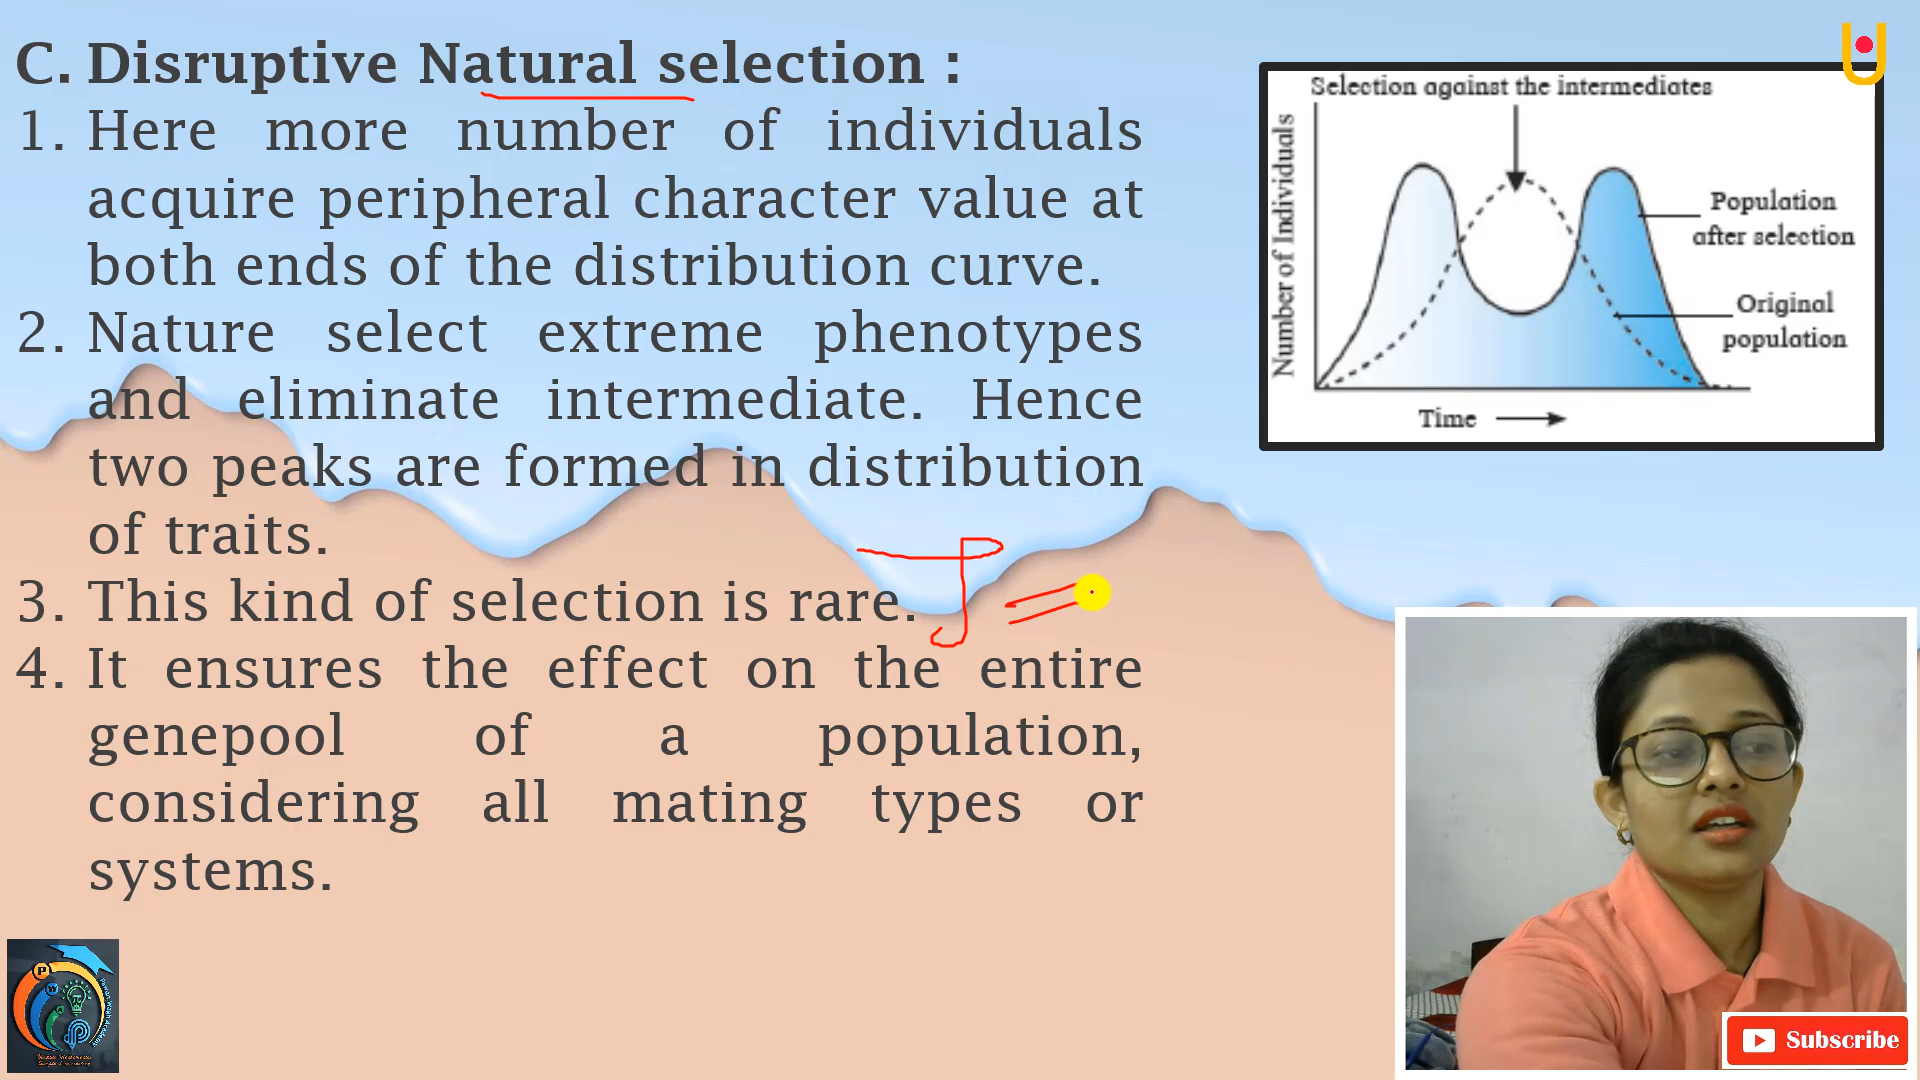 C. Disruptive Natural selection :
1. Here more number of individuals
acquire peripheral character value at
both ends of the distribution curve.
2. Nature select extreme phenotypes
and eliminate intermediate. Hence
two peaks are formed in distribution
of traits.
3. This kind of selection is rare.
4. It ensures the effect on the entire
genepool of a population,
considering all mating types or
systems.
Selection against the intermediates
Number of Individuals
Population
after selection
Original
population
Time
Subscribe